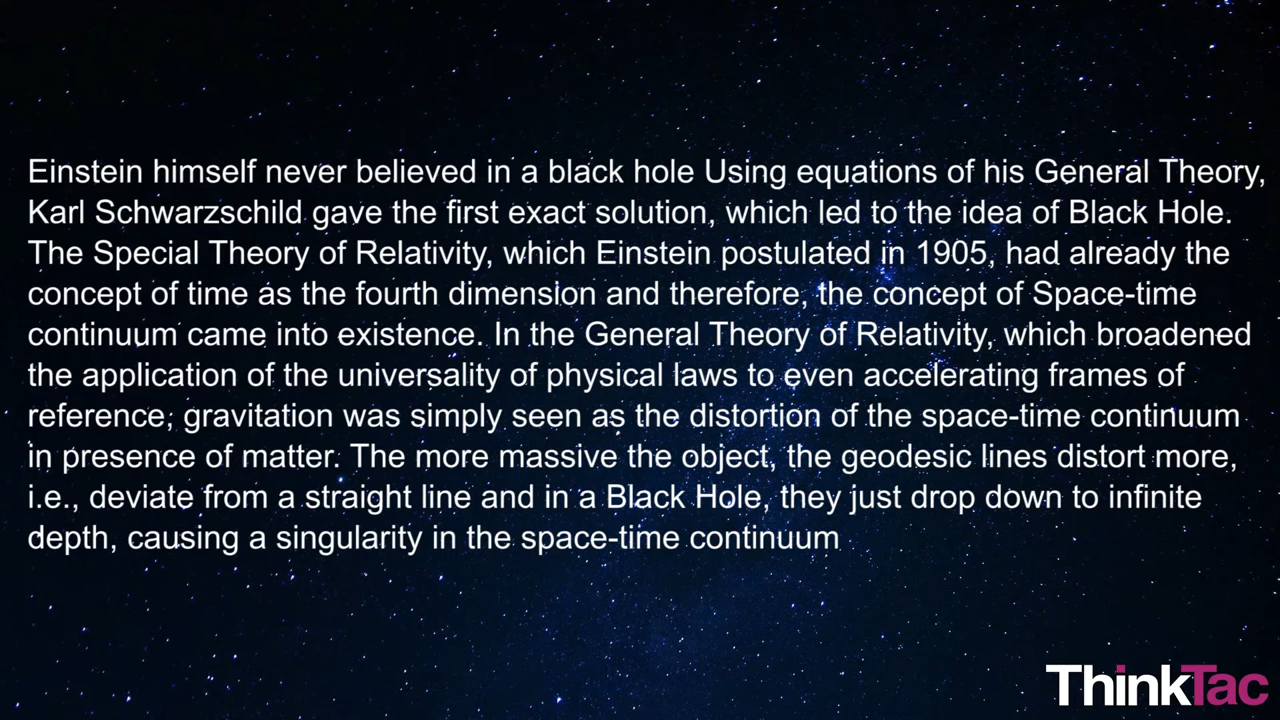 Einstein himself never believed in a black hole Using equations of his General Theory,
Karl Schwarzschild gave the first exact solution, which led to the idea of Black Hole.
The Special Theory of Relativity, which Einstein postulated in 1905, had already the
concept of time as the fourth dimension and therefore, the concept of Space-time
continuum came into existence. In the General Theory of Relativity, which broadened
the application of the universality of physical laws to even accelerating frames of
reference, gravitation was simply seen as the distortion of the space-time continuum
in presence of matter. The more massive the object, the geodesic lines distort more,
i.e., deviate from a straight line and in a Black Hole, they just drop down to infinite
depth, causing a singularity in the space-time continuum
ThinkTac